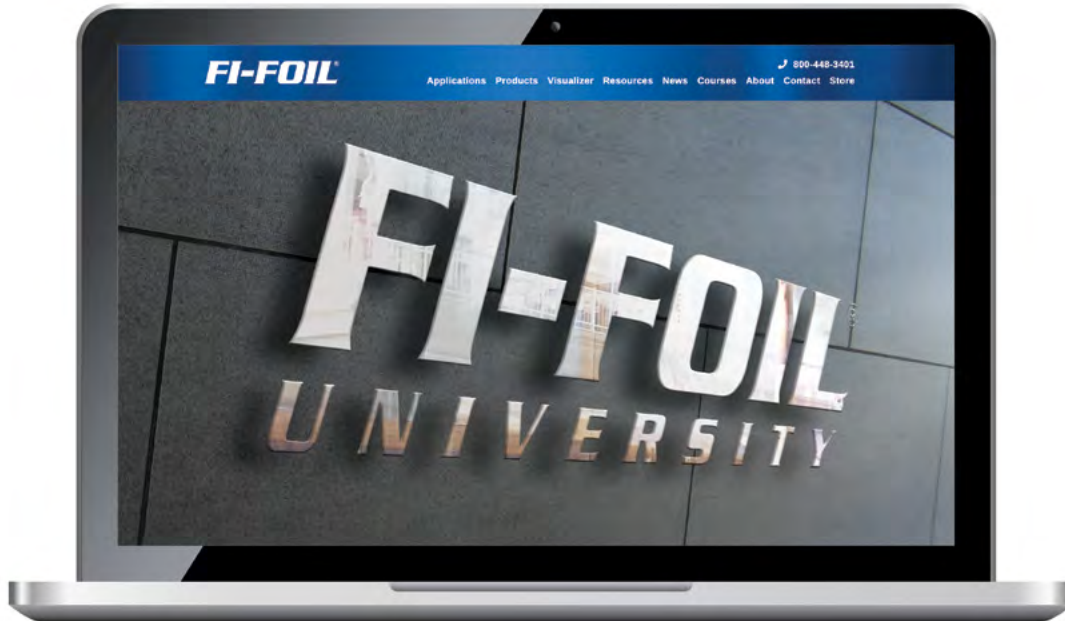 800-448-3401
FI-FOIL®
Applications Products Visualizer Resources News Courses About Contact Store
FI-FOIL
UNIVERSITY